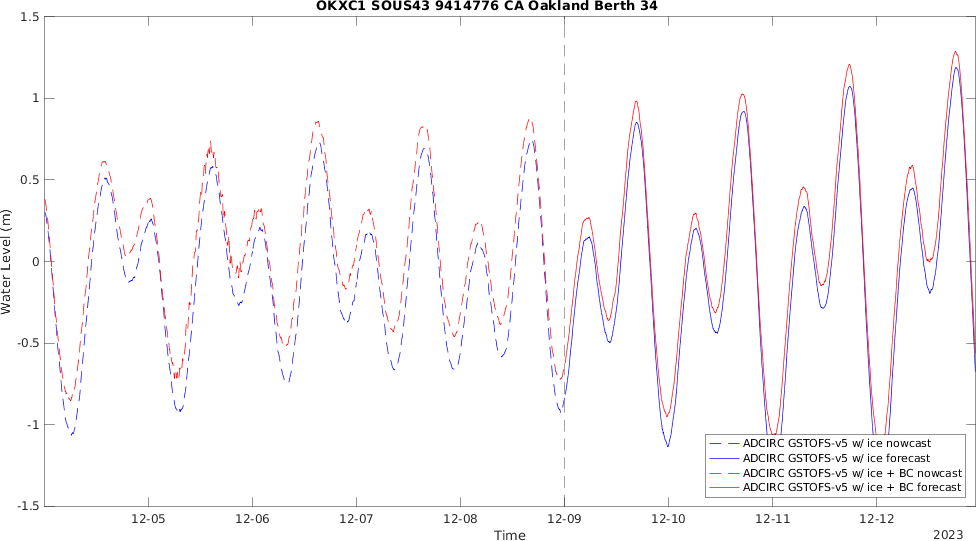 OKXC1 SOUS43 9414776 CA Oakland Berth 34
1.5
1
0.5
0
-0.5
-1
-1.5
Water Level (m)
12-05 12-06 12-07 12-08 12-09 12-10 12-11 12-12
Time
2023
ADCIRC GSTOFS-v5 w/ ice nowcast
ADCIRC GSTOFS-v5 w/ ice forecast
ADCIRC GSTOFS-v5 w/ ice + BC nowcast
ADCIRC GSTOFS-v5 w/ ice + BC forecast